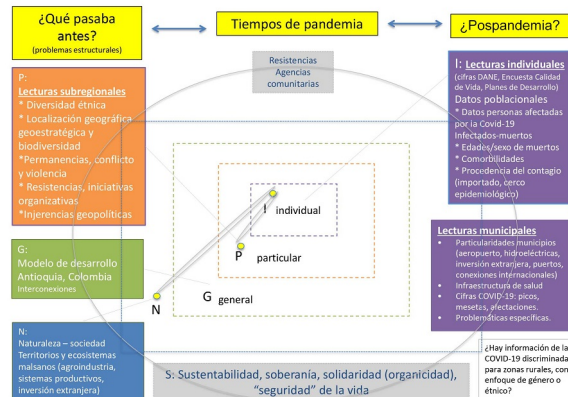 ¿Qué pasaba
antes?
(problemas estructurales)
Tiempos de pandemia
¿Pospandemia?
Resistencias
Agencias
comunitarias
P:
Lecturas subregionales
* Diversidad étnica
* Localización geográfica
geoestratégica y
biodiversidad
*Permanencias, conflicto
y violencia
* Resistencias, iniciativas
organizativas
* Injerencias geopolíticas
G:
Modelo de desarrollo
Antioquia, Colombia
Interconexiones
N:
Naturaleza – sociedad
Territorios y ecosistemas
malsanos (agroindustria,
sistemas productivos,
inversión extranjera)
I individual
P particular
G general
N
S: Sustentabilidad, soberanía, solidaridad (organicidad),
“seguridad” de la vida
I: Lecturas individuales
(cifras DANE, Encuesta Calidad
de Vida, Planes de Desarrollo)
Datos poblacionales
* Datos personas afectadas
por la Covid-19
Infectados-muertos
* Edades/sexo de muertos
* Comorbilidades
* Procedencia del contagio
(importado, cerco
epidemiológico)
Lecturas municipales
• Particularidades municipios
(aeropuerto, hidroeléctricas,
inversión extranjera, puertos,
conexiones internacionales)
• Infraestructura de salud
• Cifras COVID-19: picos,
mesetas, afectaciones.
• Problemáticas específicas.
¿Hay información de la
COVID-19 discriminada
para zonas rurales, con
enfoque de género o
étnico?